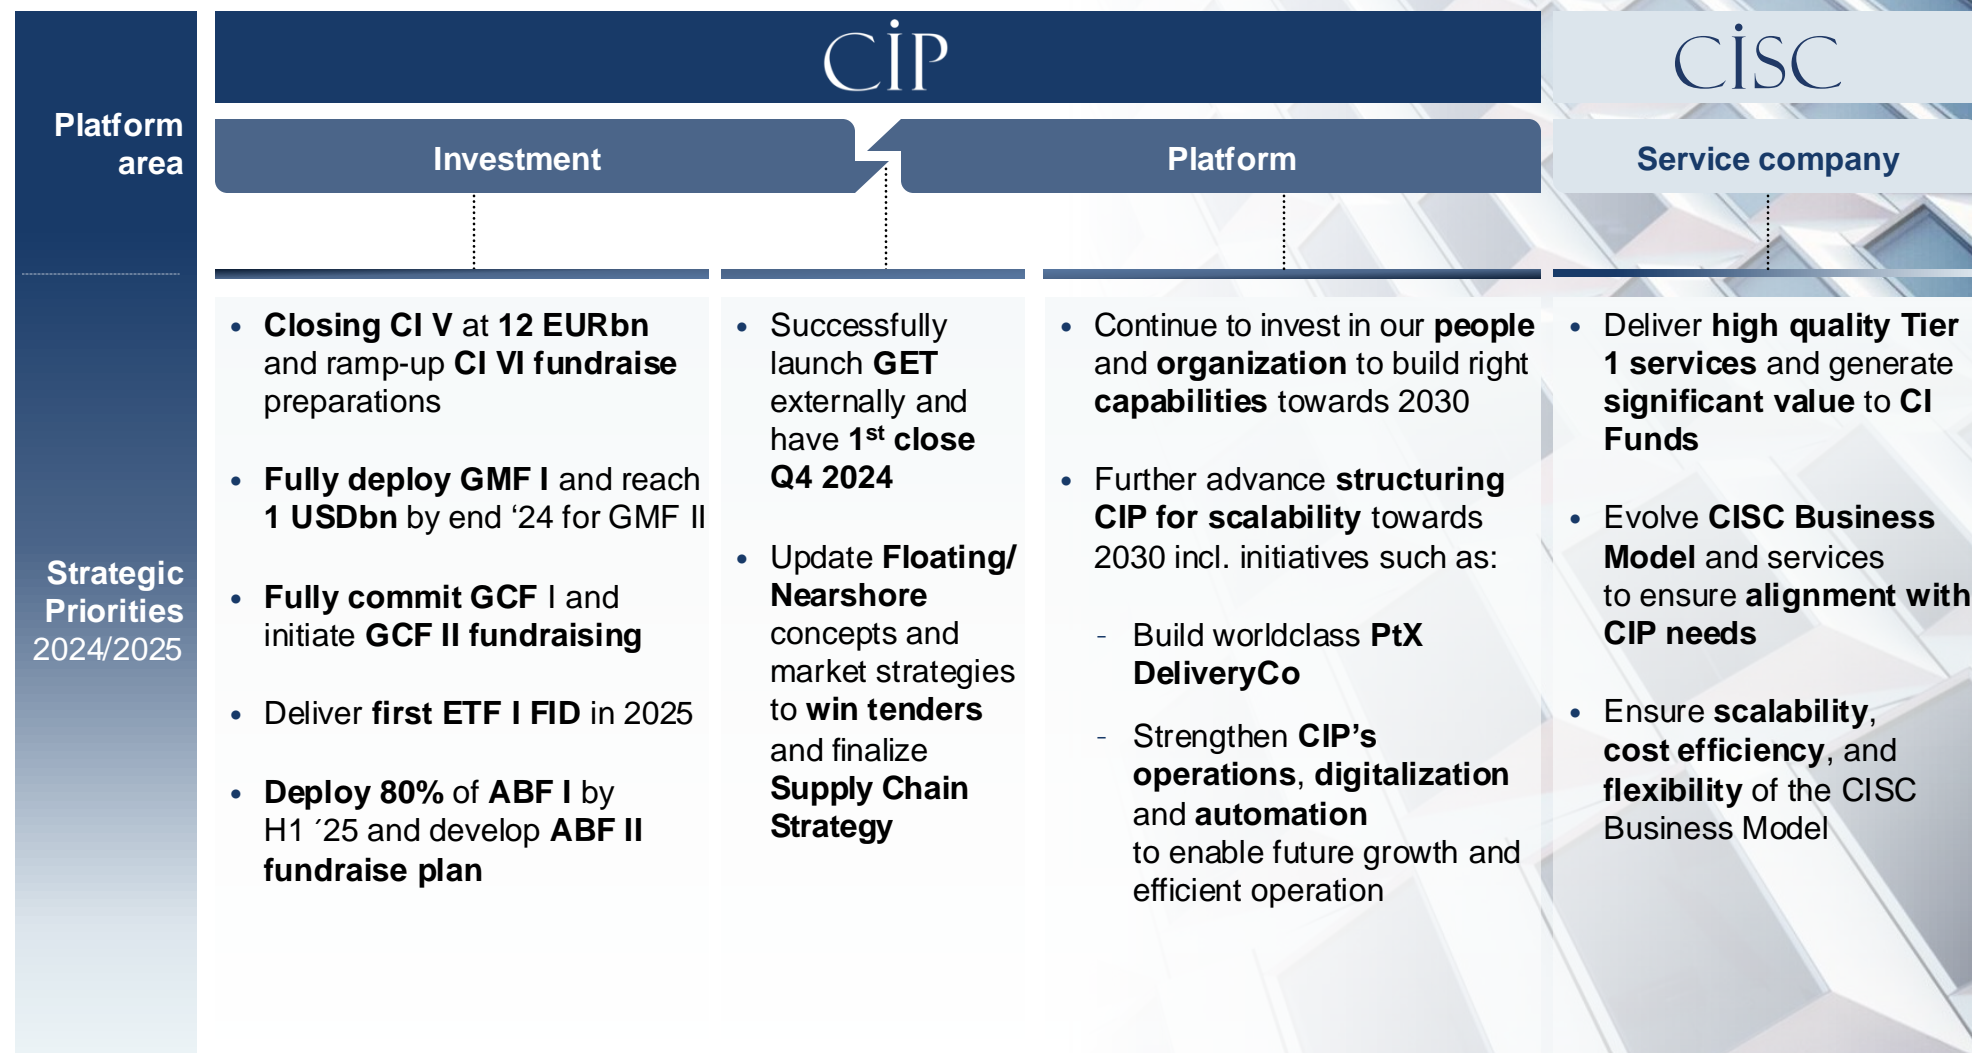 CIP
CISC
Platform
area
Investment
Platform
Service company
Strategic
Priorities
2024/2025
• Closing CI V at 12 EURbn
and ramp-up CI VI fundraise
preparations
• Fully deploy GMF I and reach
1 USDbn by end ‘24 for GMF II
• Fully commit GCF I and
initiate GCF II fundraising
• Deliver first ETF I FID in 2025
• Deploy 80% of ABF I by
H1 ´25 and develop ABF II
fundraise plan
• Successfully
launch GET
externally and
have 1st close
Q4 2024
• Update Floating/
Nearshore
concepts and
market strategies
to win tenders
and finalize
Supply Chain
Strategy
• Continue to invest in our people
and organization to build right
capabilities towards 2030
• Further advance structuring
CIP for scalability towards
2030 incl. initiatives such as:
- Build worldclass PtX
DeliveryCo
- Strengthen CIP’s
operations, digitalization
and automation
to enable future growth and
efficient operation
• Deliver high quality Tier
1 services and generate
significant value to CI
Funds
• Evolve CISC Business
Model and services
to ensure alignment with
CIP needs
• Ensure scalability,
cost efficiency, and
flexibility of the CISC
Business Model